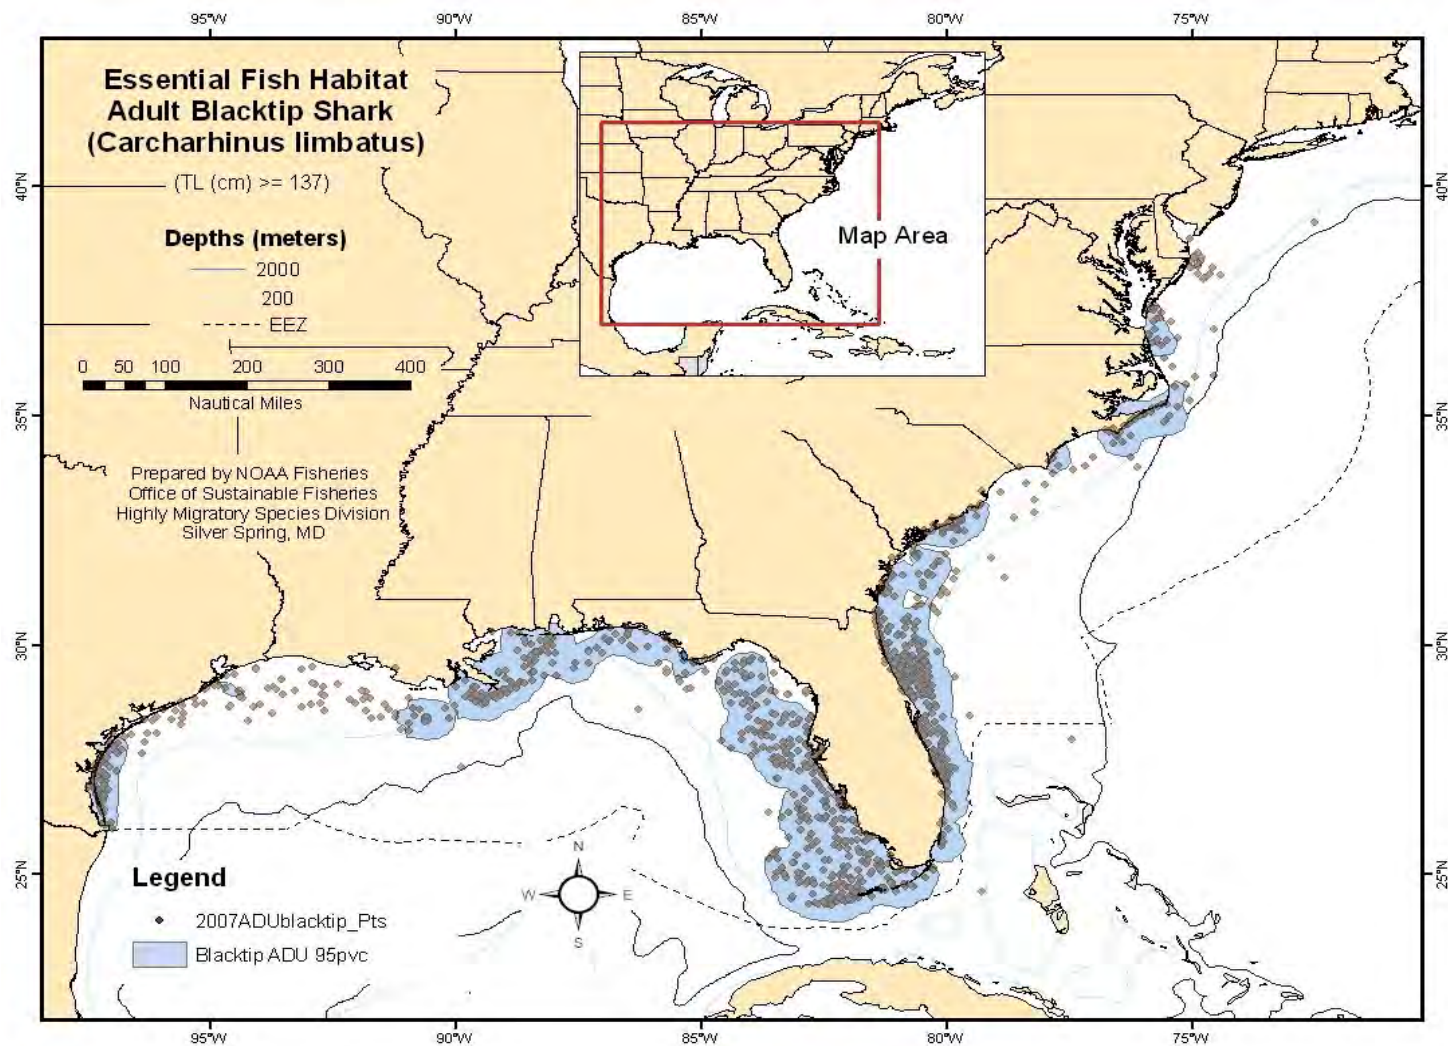 95°W 90°W 85°W 80°W 75°W
Essential Fish Habitat
Adult Blacktip Shark
(Carcharhinus limbatus)
(TL (cm) >= 137)
Depths (meters)
2000
200
EEZ
0 50 100 200 300 400
Nautical Miles
Prepared by NOAA Fisheries
Office of Sustainable Fisheries
Highly Migratory Species Division
Silver Spring, MD
Map Area
40°N
35°N
30°N
25°N
40°N
35°N
30°N
25°N
N
W E
S
Legend
2007ADUblacktip_Pts
Blacktip ADU 95pvc
95°W 90°W 85°W 80°W 75°W